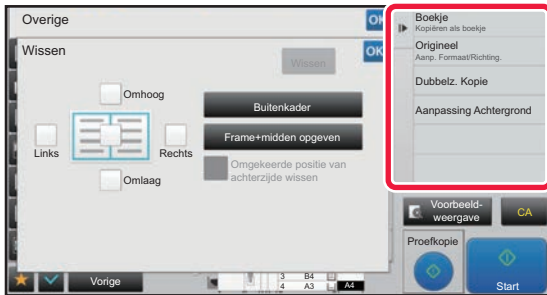 Overige
OK
Wissen
Wissen
OK
Omhoog
Links
Rechts
Omlaag
Buitenkader
Frame+midden opgeven
Omgekeerde positie van
achterzijde wissen
Vorige
3 B4
4 A3
A4
Boekje
Kopiëren als boekje
Origineel
Aanp. Formaat/Richting.
Dubbelz. Kopie
Aanpassing Achtergrond
Voorbeeld-
weergave
CA
Proefkopie
Start